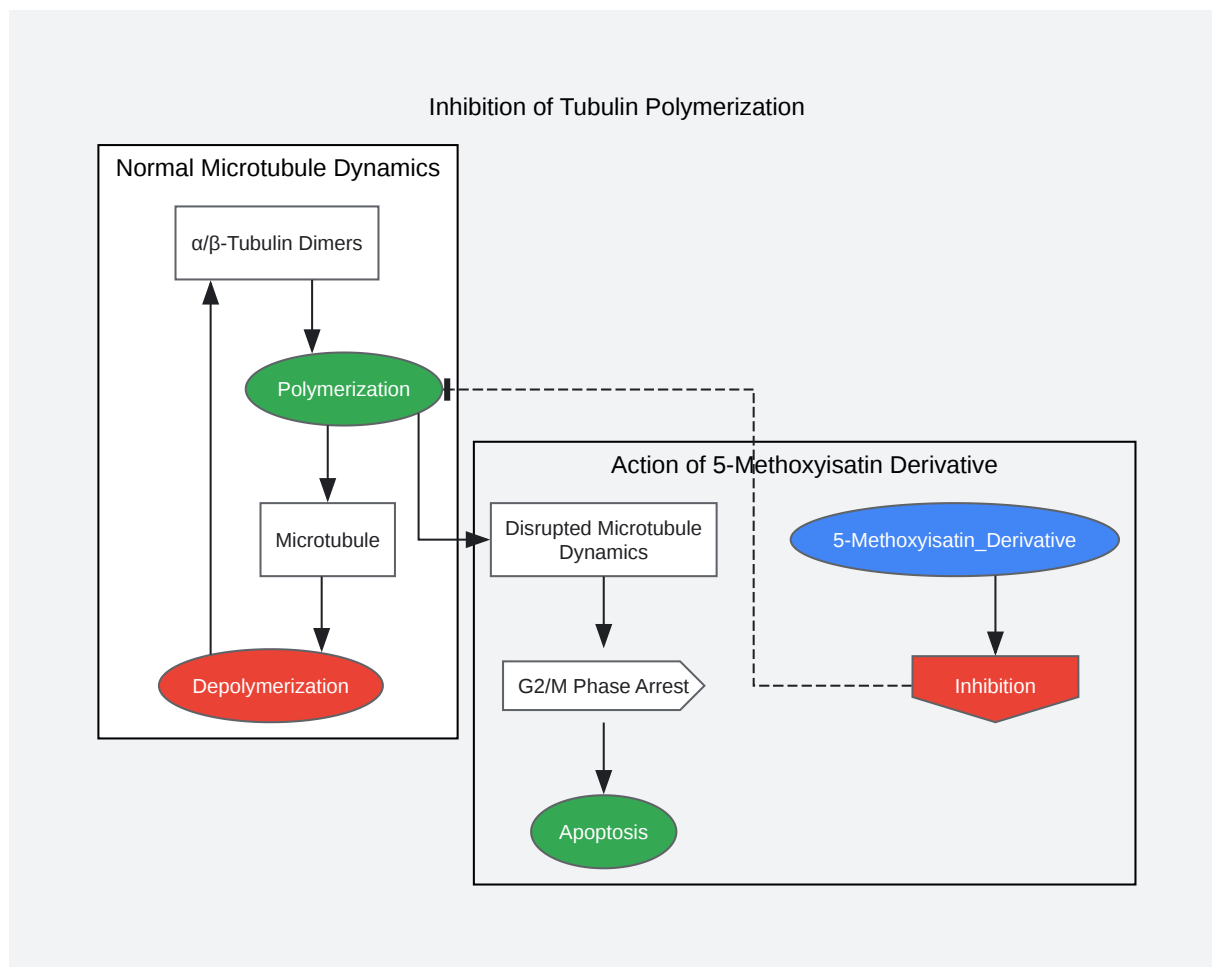 Inhibition of Tubulin Polymerization
Normal Microtubule Dynamics
α/β-Tubulin Dimers
Polymerization
Microtubule
Depolymerization
Action of 5-Methoxyisatin Derivative
Disrupted Microtubule
Dynamics
5-Methoxyisatin_Derivative
G2/M Phase Arrest
Inhibition
Apoptosis